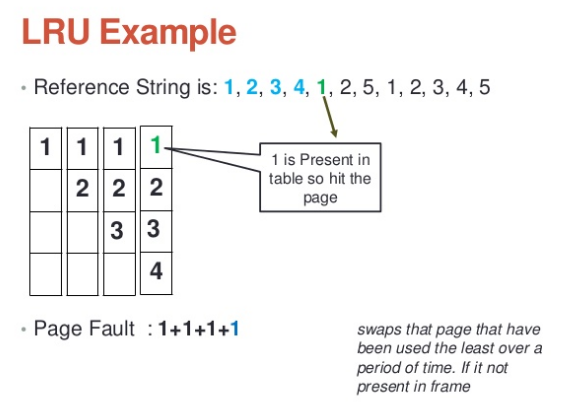 LRU Example
• Reference String is: 1, 2, 3, 4, 1, 2, 5, 1, 2, 3, 4, 5
1 1 1 1
2 2 2
3 3
4
1 is Present in
table so hit the
page
• Page Fault : 1+1+1+1
swaps that page that have
been used the least over a
period of time. If it not
present in frame